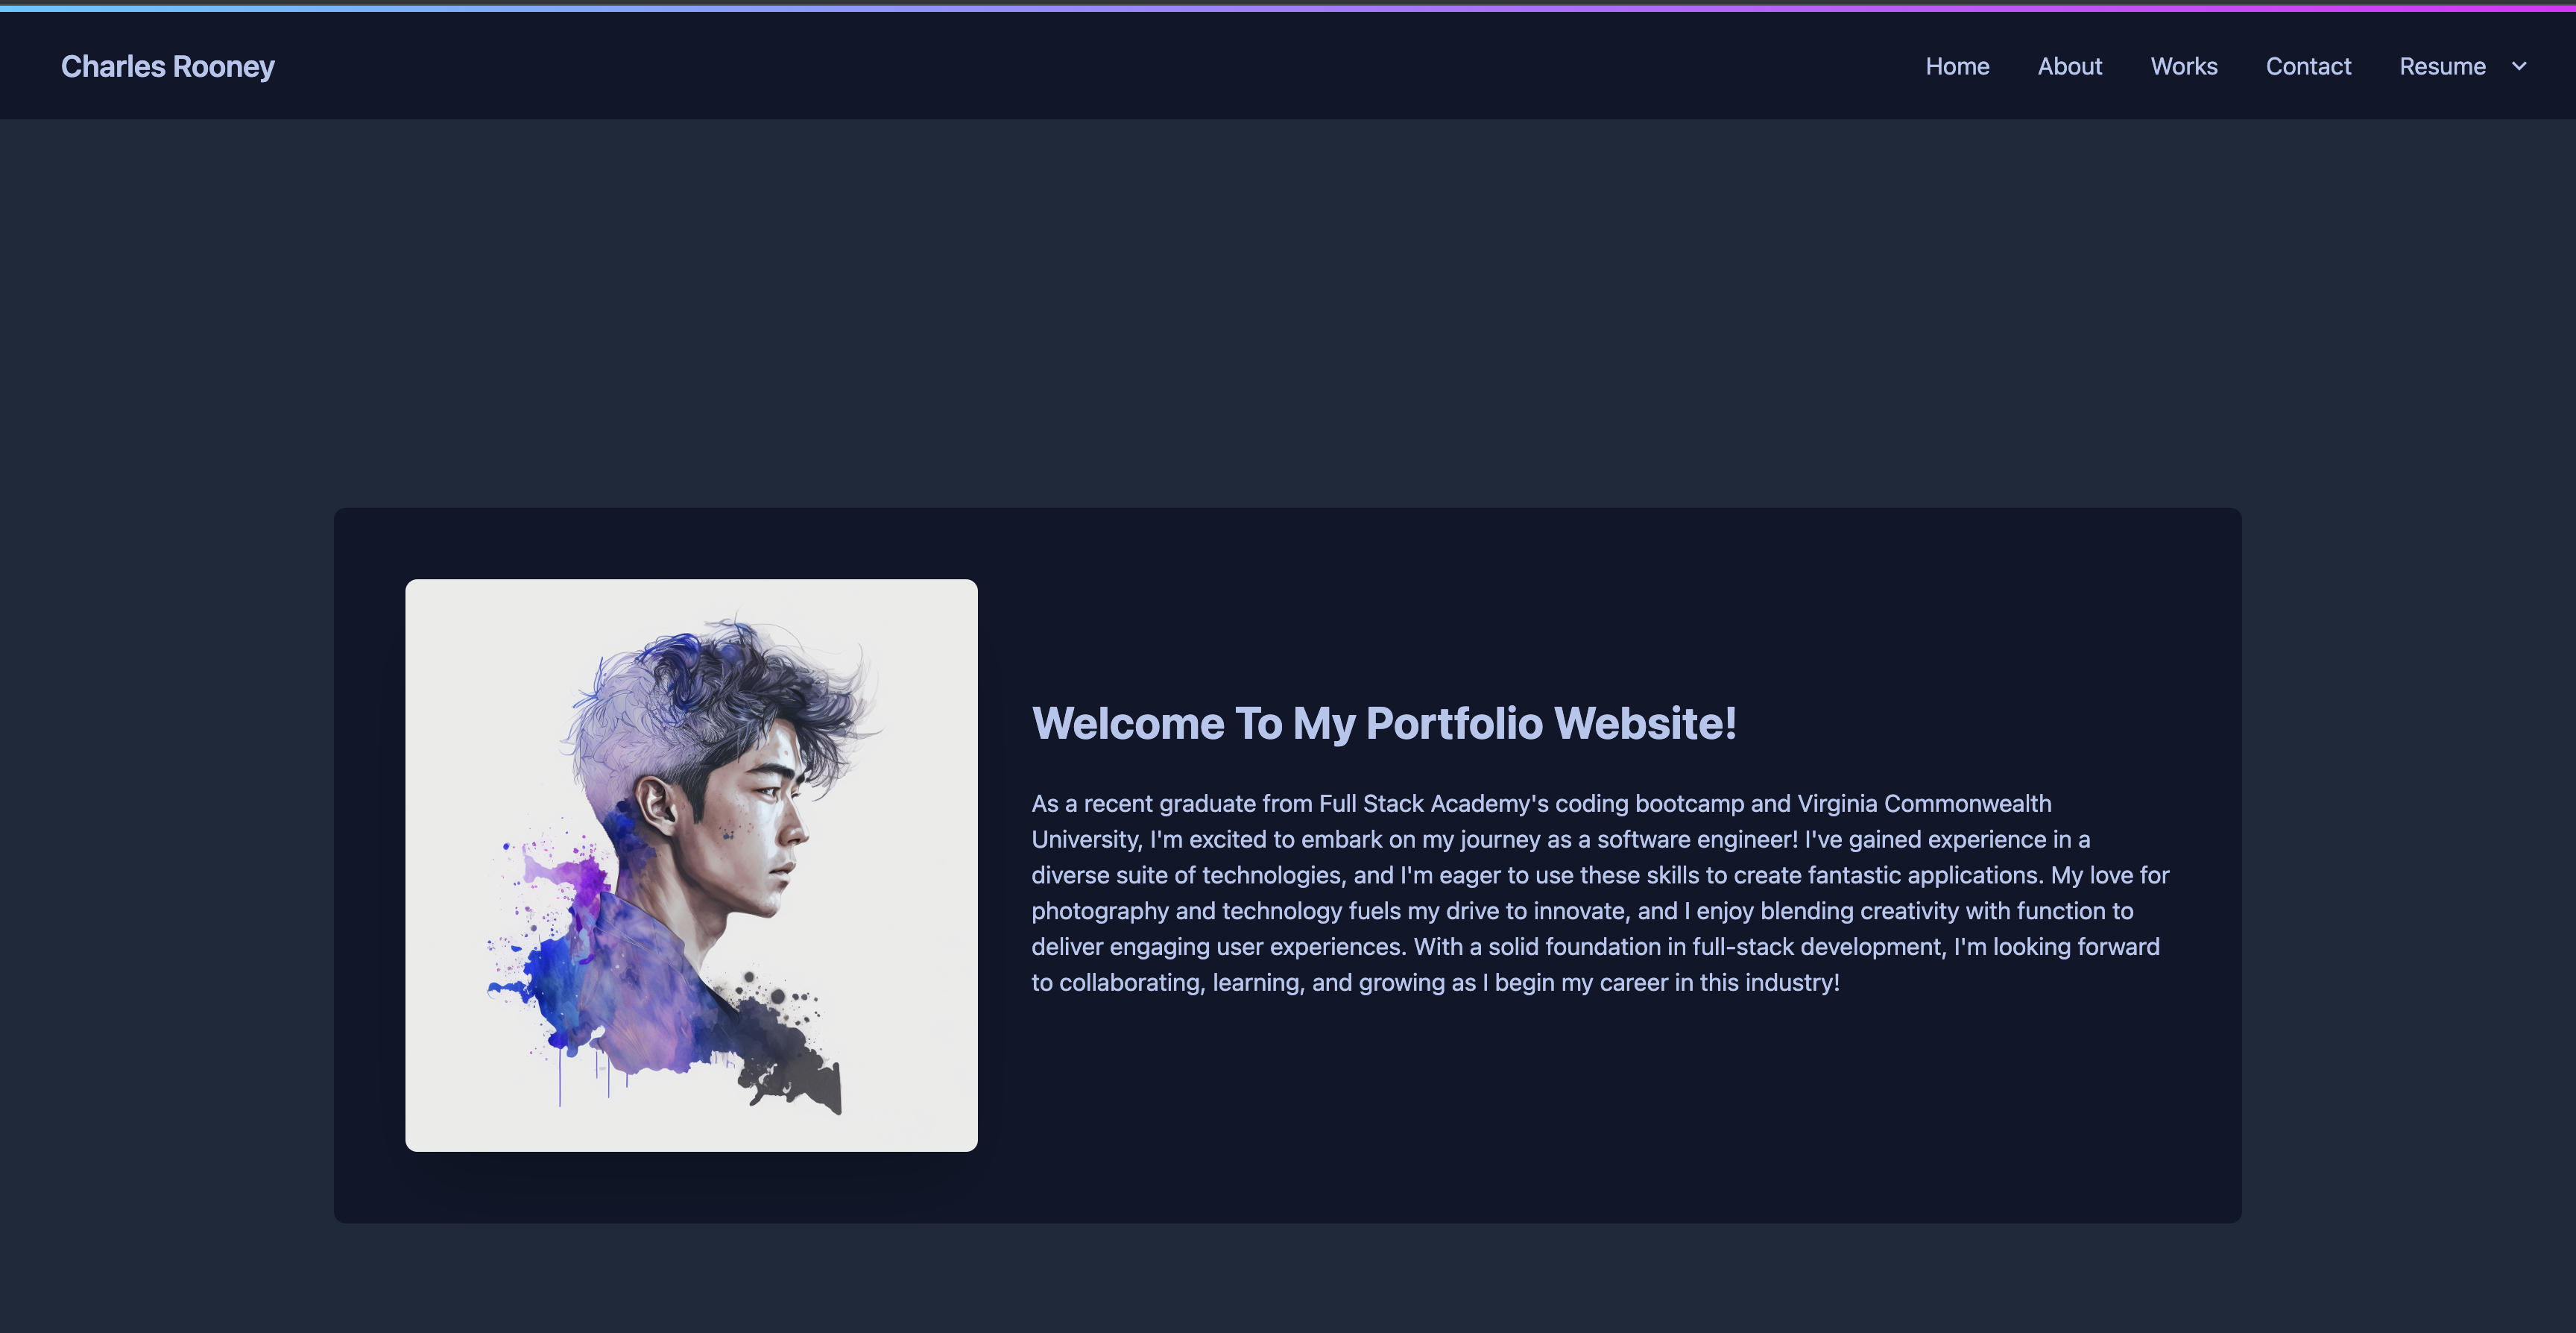 Charles Rooney
Home About Works Contact Resume
Welcome To My Portfolio Website!
As a recent graduate from Full Stack Academy's coding bootcamp and Virginia Commonwealth
University, I'm excited to embark on my journey as a software engineer! I've gained experience in a
diverse suite of technologies, and I'm eager to use these skills to create fantastic applications. My love for
photography and technology fuels my drive to innovate, and I enjoy blending creativity with function to
deliver engaging user experiences. With a solid foundation in full-stack development, I'm looking forward
to collaborating, learning, and growing as I begin my career in this industry!